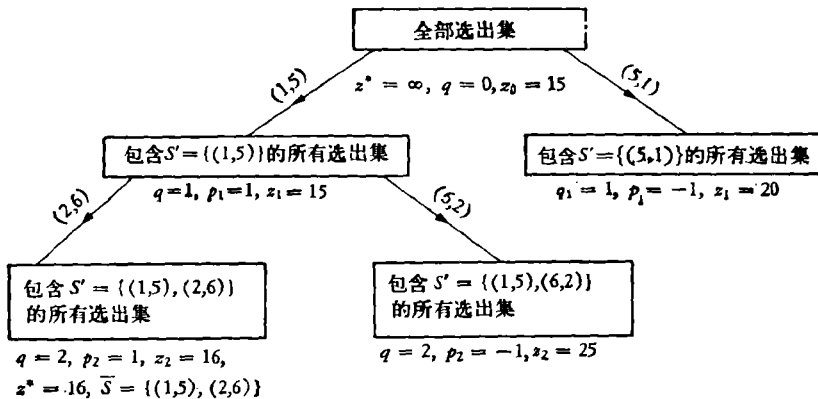 全部选出集
(1,5)
z* = ∞, q = 0, z₀ = 15
(5,1)
包含S′ = {(1,5)}的所有选出集
包含S′ = {(5,1)}的所有选出集
q = 1, p₁ = 1, z₁ = 15
q₁ = 1, p₁ = −1, z₁ = 20
(2,6)
(6,2)
包含 S′ = {(1,5), (2,6)}
的所有选出集
包含 S′ = {(1,5),(6,2)}
的所有选出集
q = 2, p₂ = 1, z₂ = 16,
z* = 16, S̅ = {(1,5), (2,6)}
q = 2, p₂ = −1, z₂ = 25